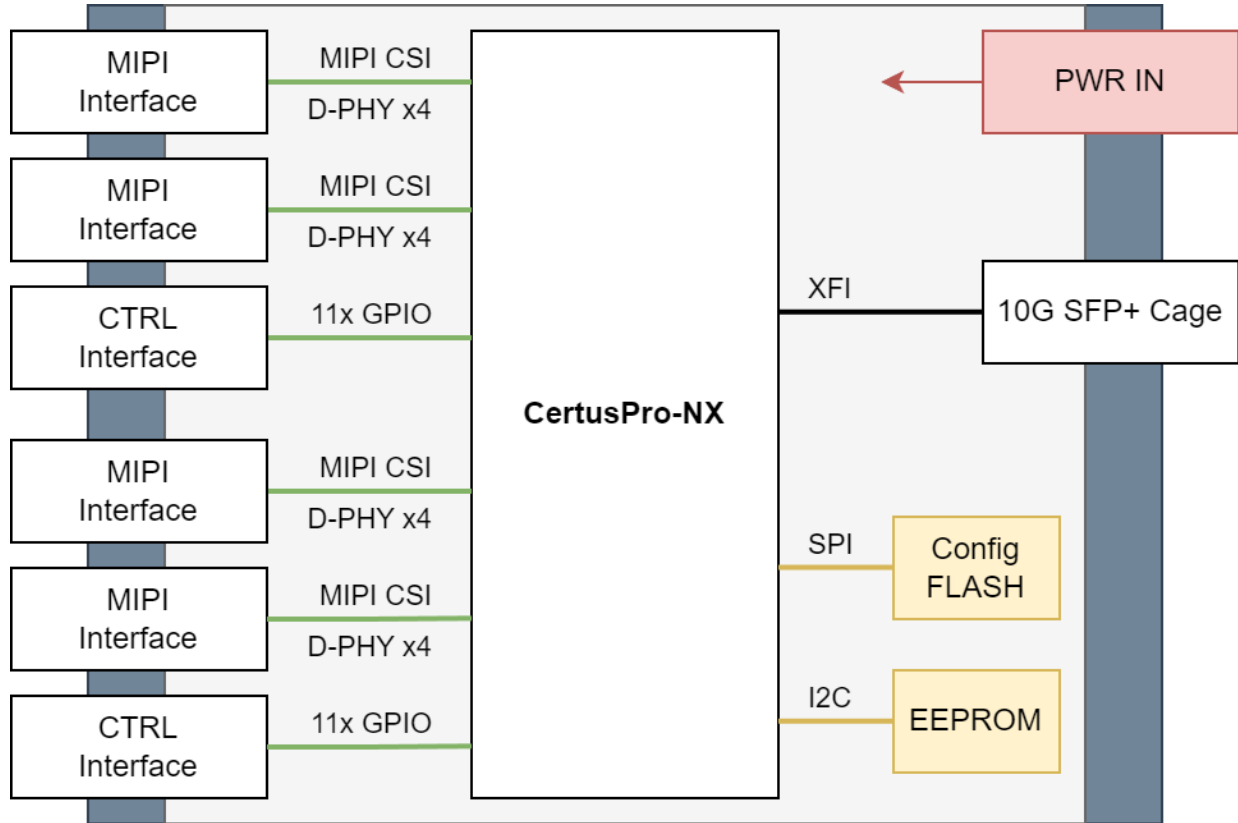 MIPI
Interface
MIPI CSI
D-PHY x4
MIPI
Interface
MIPI CSI
D-PHY x4
CTRL
Interface
11x GPIO
MIPI
Interface
MIPI CSI
D-PHY x4
MIPI
Interface
MIPI CSI
D-PHY x4
CTRL
Interface
11x GPIO
CertusPro-NX
PWR IN
XFI
10G SFP+ Cage
SPI
Config
FLASH
I2C
EEPROM